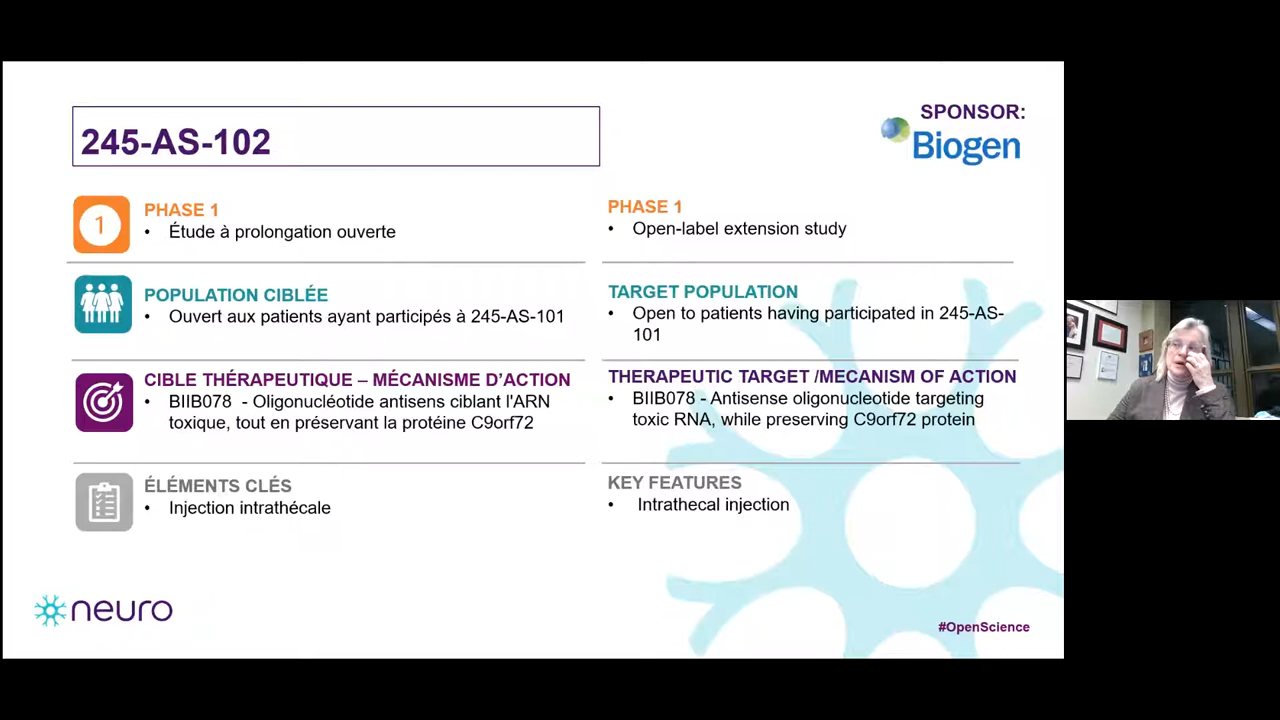 245-AS-102
SPONSOR:
Biogen
1
PHASE 1
• Étude à prolongation ouverte
POPULATION CIBLÉE
• Ouvert aux patients ayant participés à 245-AS-101
CIBLE THÉRAPEUTIQUE – MÉCANISME D’ACTION
• BIIB078 - Oligonucléotide antisens ciblant l'ARN
toxique, tout en préservant la protéine C9orf72
ÉLÉMENTS CLÉS
• Injection intrathécale
PHASE 1
• Open-label extension study
TARGET POPULATION
• Open to patients having participated in 245-AS-
101
THERAPEUTIC TARGET /MECANISM OF ACTION
• BIIB078 - Antisense oligonucleotide targeting
toxic RNA, while preserving C9orf72 protein
KEY FEATURES
• Intrathecal injection
neuro
#OpenScience